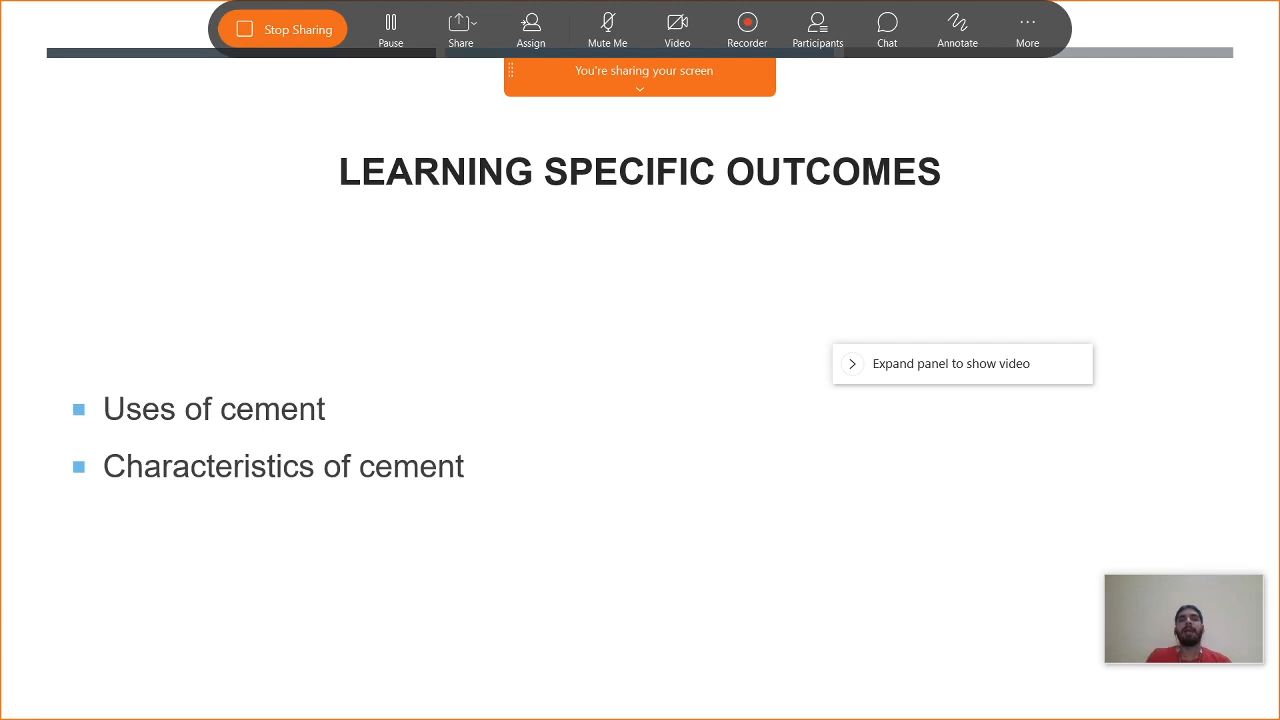 Stop Sharing
Pause
Share
Assign
Mute Me
Video
Recorder
Participants
Chat
Annotate
More
You're sharing your screen
LEARNING SPECIFIC OUTCOMES
Expand panel to show video
Uses of cement
Characteristics of cement